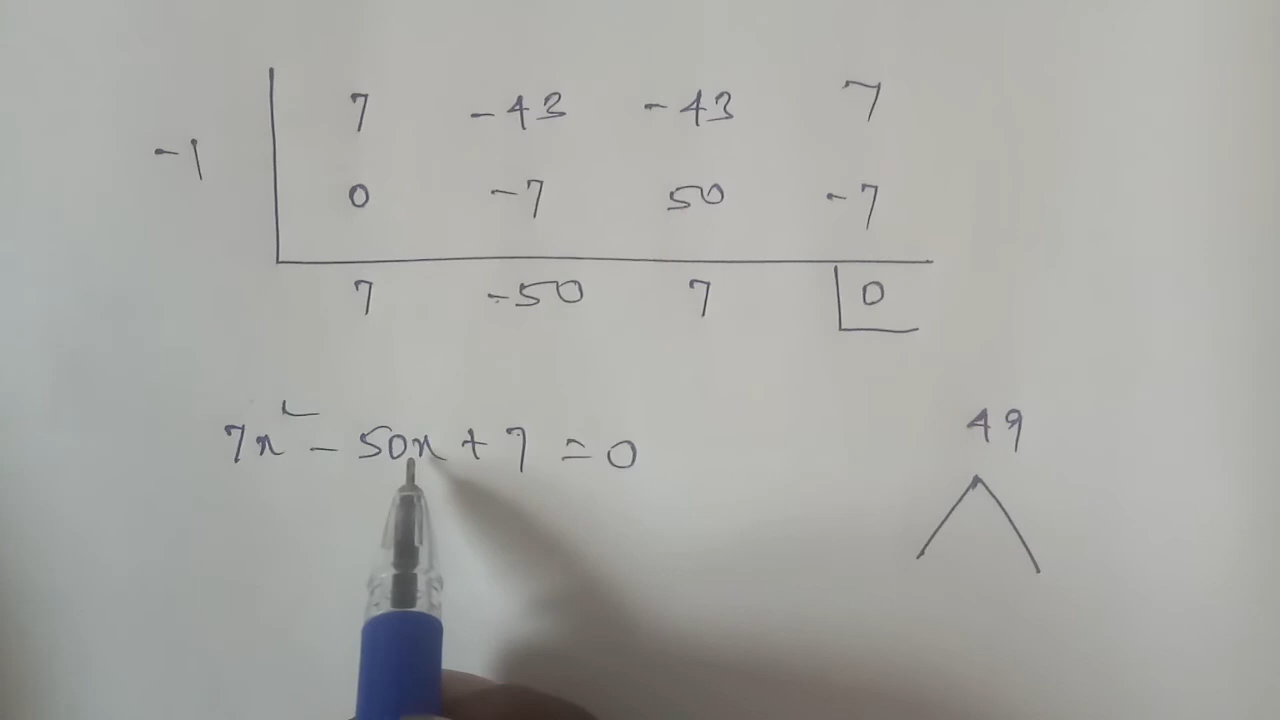 7 -43 -43 7
-1
0 -7 50 -7
7 -50 7 0
7x² - 50x + 7 = 0
49